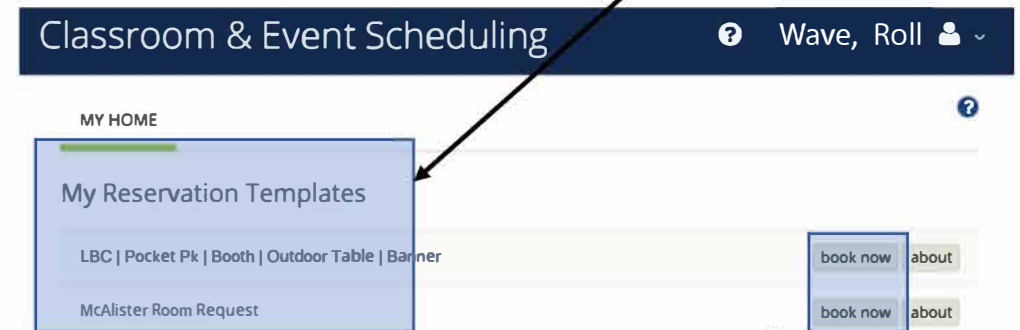 Classroom & Event Scheduling ? Wave, Roll
?
MY HOME
My Reservation Templates
LBC | Pocket Pk | Booth | Outdoor Table | Banner book now about
McAlister Room Request book now about